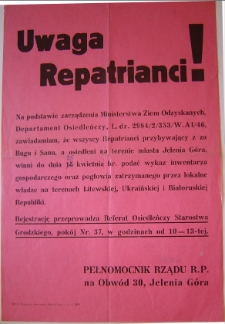 Uwaga
Repatrianci!
Na podstawie zarządzenia Ministerstwa Ziem Odzyskanych,
Departament Osiedleńczy, L. dz. 2984/2/353/W. A1/46,
zawiadamiam, że wszyscy Repatrianci przybywający z za
Bugu i Sanu, a osiedleni na terenie miasta Jelenia Góra,
winni do dnia kwietnia br. podać wykaz inwentarza
gospodarczego oraz pogłowia zatrzymanego przez lokalne
władze na terenach Litewskiej, Ukraińskiej i Białoruskiej
Republiki.
Rejestrację przeprowadza Referat Osiedleńczy Starostwa
Grodzkiego, pokój Nr. 37, w godzinach od 10—13-tej.
PEŁNOMOCNIK RZĄDU R.P.
na Obwód 30, Jelenia Góra